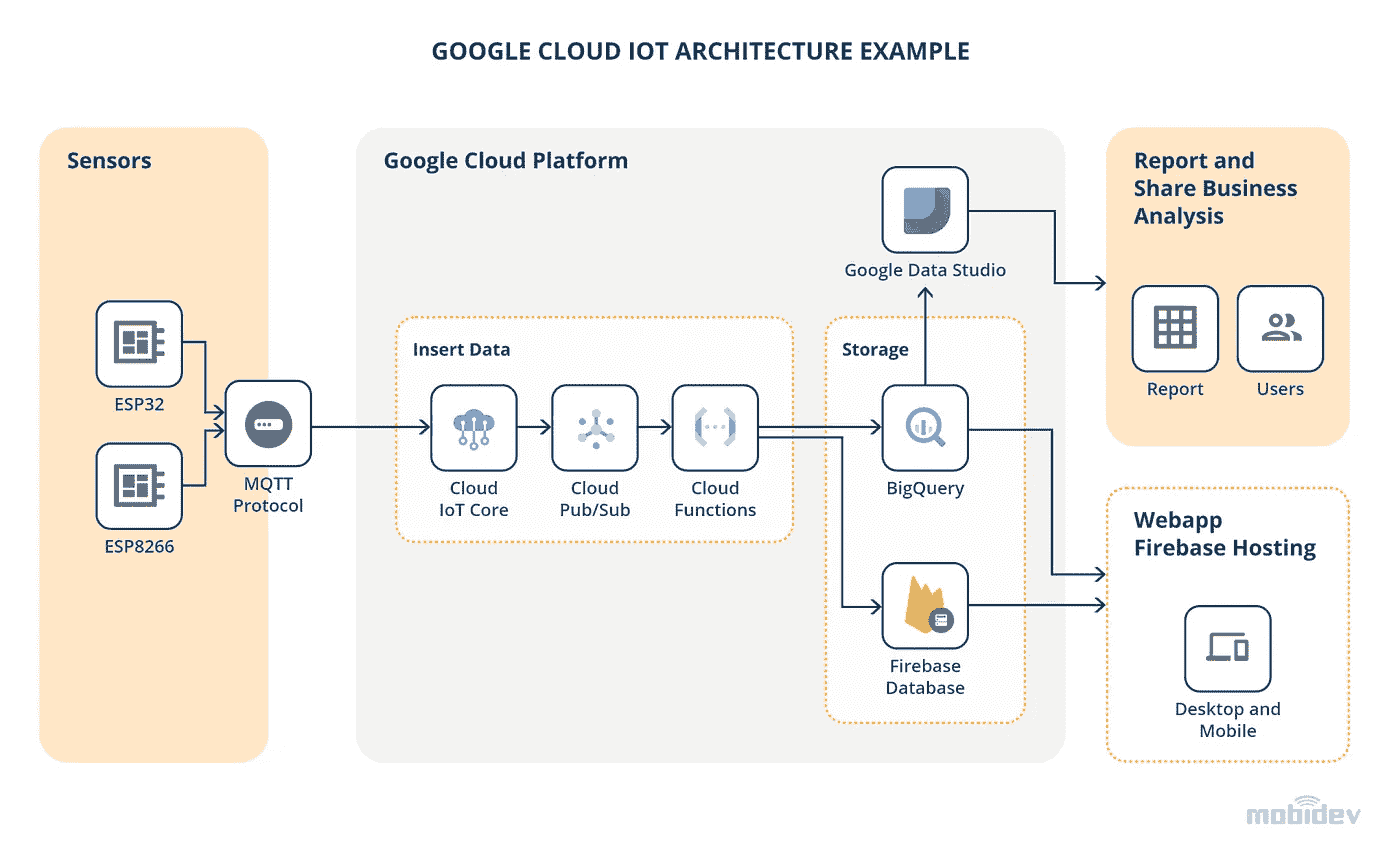 GOOGLE CLOUD IOT ARCHITECTURE EXAMPLE
Sensors
ESP32
ESP8266
MQTT
Protocol
Google Cloud Platform
Insert Data
Cloud
IoT Core
Cloud
Pub/Sub
Cloud
Functions
Google Data Studio
Storage
BigQuery
Firebase
Database
Report and
Share Business
Analysis
Report
Users
Webapp
Firebase Hosting
Desktop and
Mobile
mobidev